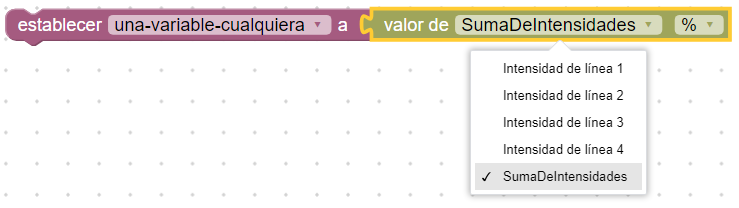 establecer una-variable-cualquiera a valor de SumaDeIntensidades %
Intensidad de línea 1
Intensidad de línea 2
Intensidad de línea 3
Intensidad de línea 4
✓ SumaDeIntensidades